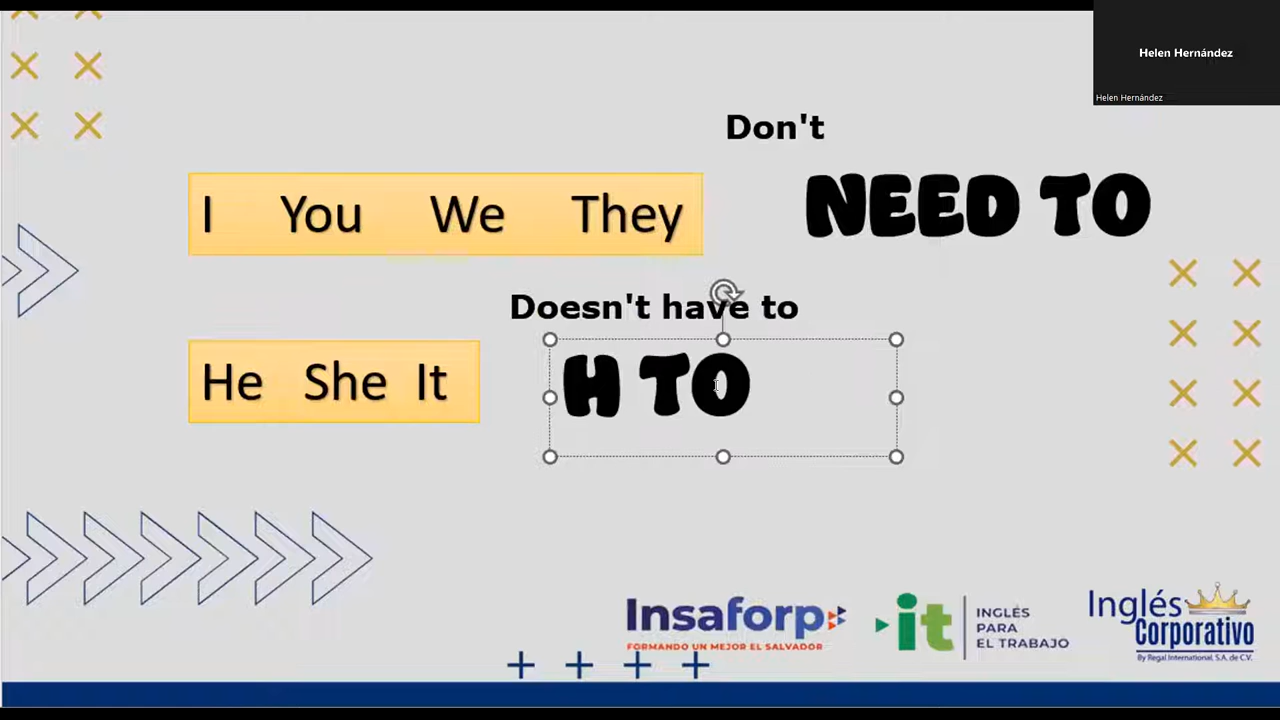 Helen Hernández
Helen Hernández
Don't
I You We They
NEED TO
Doesn't have to
He She It
H TO
Insaforp
FORMANDO UN MEJOR EL SALVADOR
it
INGLÉS
PARA
EL TRABAJO
Inglés
Corporativo
By Regal International, S.A. de C.V.